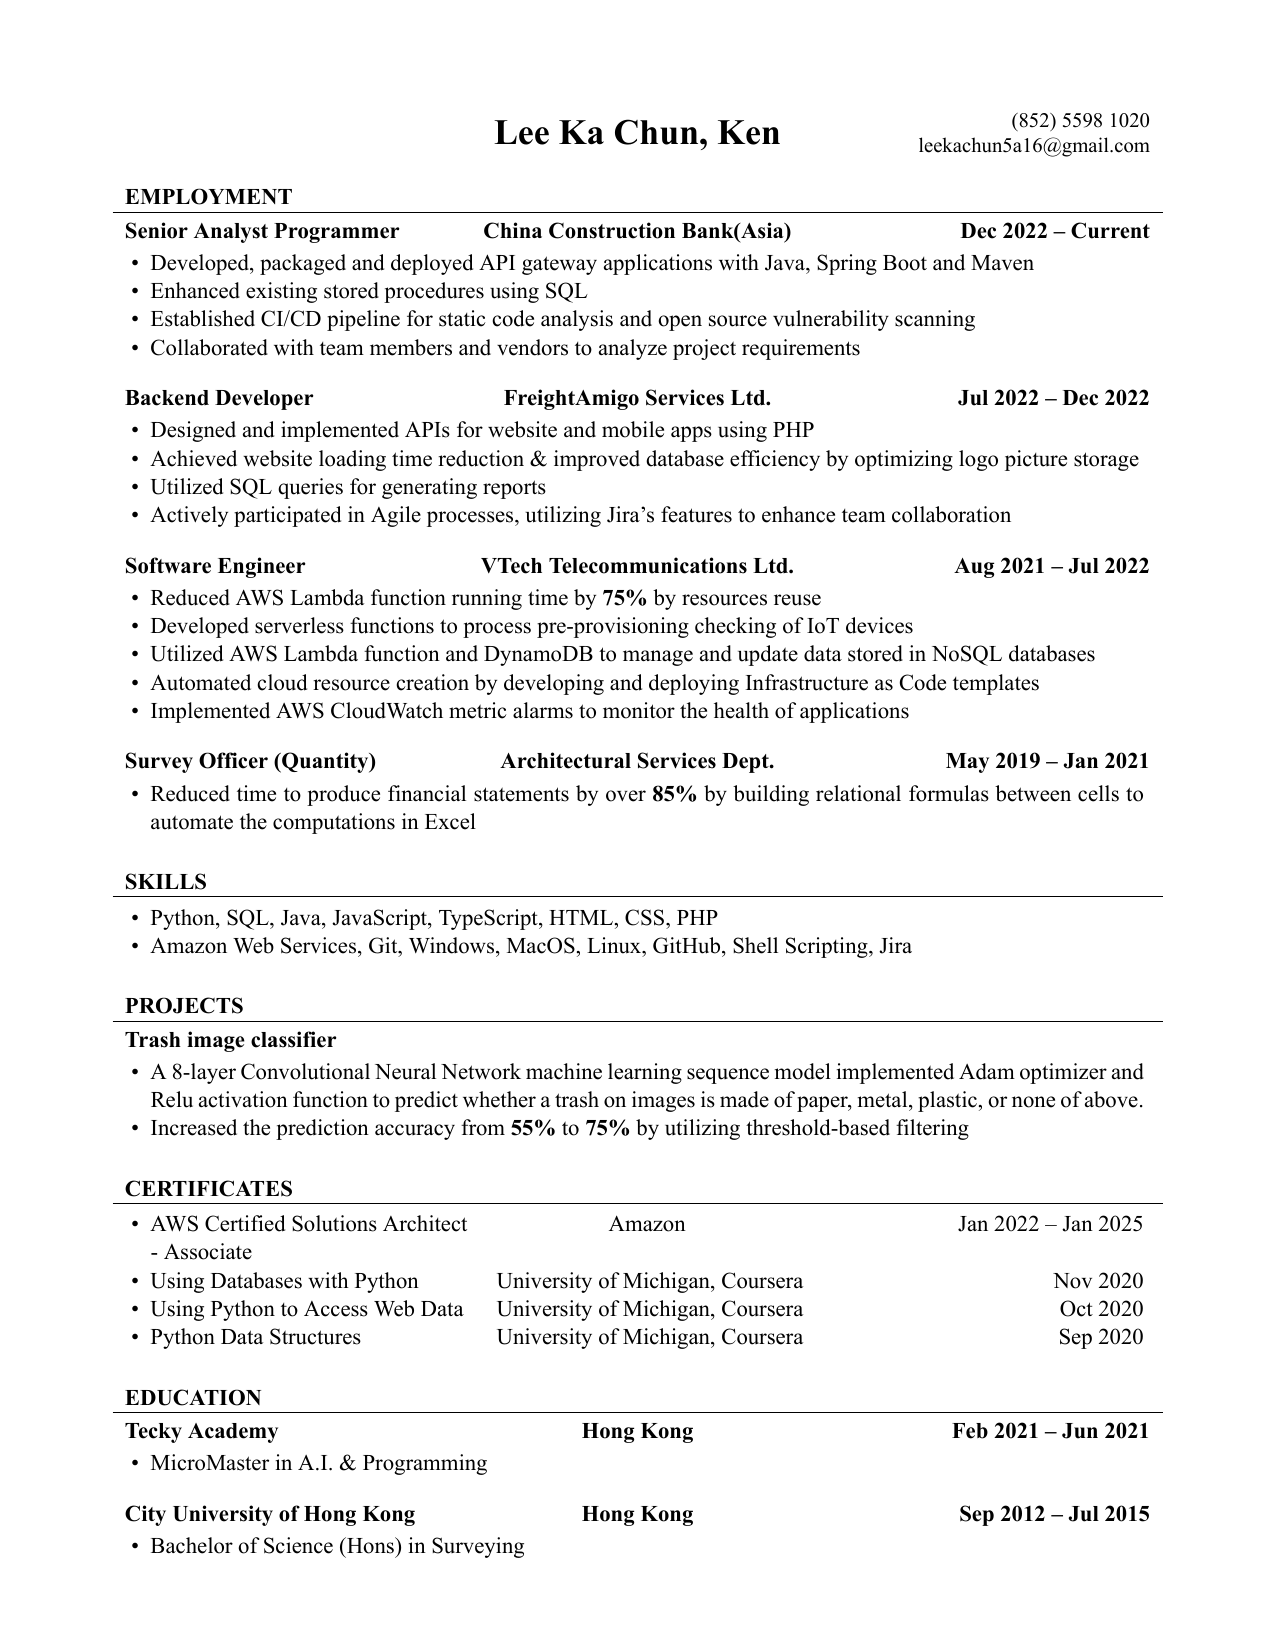 Lee Ka Chun, Ken
(852) 5598 1020
leekachun5a16@gmail.com
EMPLOYMENT
Senior Analyst Programmer China Construction Bank(Asia) Dec 2022 – Current
• Developed, packaged and deployed API gateway applications with Java, Spring Boot and Maven
• Enhanced existing stored procedures using SQL
• Established CI/CD pipeline for static code analysis and open source vulnerability scanning
• Collaborated with team members and vendors to analyze project requirements
Backend Developer FreightAmigo Services Ltd. Jul 2022 – Dec 2022
• Designed and implemented APIs for website and mobile apps using PHP
• Achieved website loading time reduction & improved database efficiency by optimizing logo picture storage
• Utilized SQL queries for generating reports
• Actively participated in Agile processes, utilizing Jira’s features to enhance team collaboration
Software Engineer VTech Telecommunications Ltd. Aug 2021 – Jul 2022
• Reduced AWS Lambda function running time by 75% by resources reuse
• Developed serverless functions to process pre-provisioning checking of IoT devices
• Utilized AWS Lambda function and DynamoDB to manage and update data stored in NoSQL databases
• Automated cloud resource creation by developing and deploying Infrastructure as Code templates
• Implemented AWS CloudWatch metric alarms to monitor the health of applications
Survey Officer (Quantity) Architectural Services Dept. May 2019 – Jan 2021
• Reduced time to produce financial statements by over 85% by building relational formulas between cells to
automate the computations in Excel
SKILLS
• Python, SQL, Java, JavaScript, TypeScript, HTML, CSS, PHP
• Amazon Web Services, Git, Windows, MacOS, Linux, GitHub, Shell Scripting, Jira
PROJECTS
Trash image classifier
• A 8-layer Convolutional Neural Network machine learning sequence model implemented Adam optimizer and
Relu activation function to predict whether a trash on images is made of paper, metal, plastic, or none of above.
• Increased the prediction accuracy from 55% to 75% by utilizing threshold-based filtering
CERTIFICATES
• AWS Certified Solutions Architect Amazon Jan 2022 – Jan 2025
- Associate
• Using Databases with Python University of Michigan, Coursera Nov 2020
• Using Python to Access Web Data University of Michigan, Coursera Oct 2020
• Python Data Structures University of Michigan, Coursera Sep 2020
EDUCATION
Tecky Academy Hong Kong Feb 2021 – Jun 2021
• MicroMaster in A.I. & Programming
City University of Hong Kong Hong Kong Sep 2012 – Jul 2015
• Bachelor of Science (Hons) in Surveying